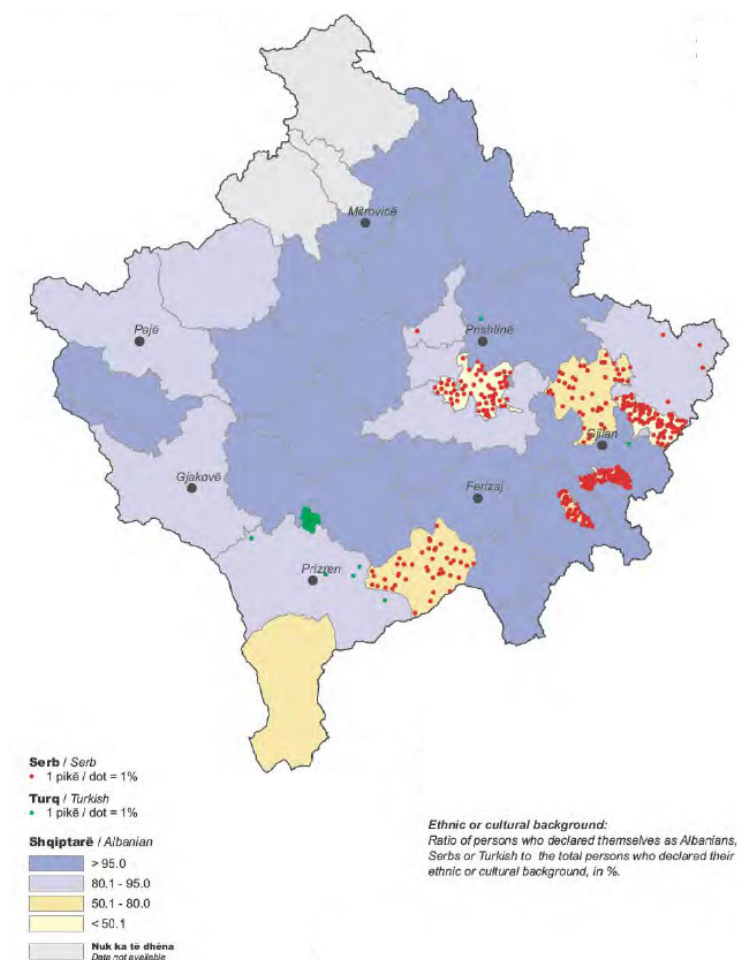 Mitrovicë
Pejë
Prishtinë
Gjilan
Gjakovë
Ferizaj
Prizren
Serb / Serb
1 pikë / dot = 1%
Turq / Turkish
1 pikë / dot = 1%
Shqiptarë / Albanian
> 95.0
80.1 - 95.0
50.1 - 80.0
< 50.1
Nuk ka të dhëna
Data not available
Ethnic or cultural background:
Ratio of persons who declared themselves as Albanians,
Serbs or Turkish to the total persons who declared their
ethnic or cultural background, in %.